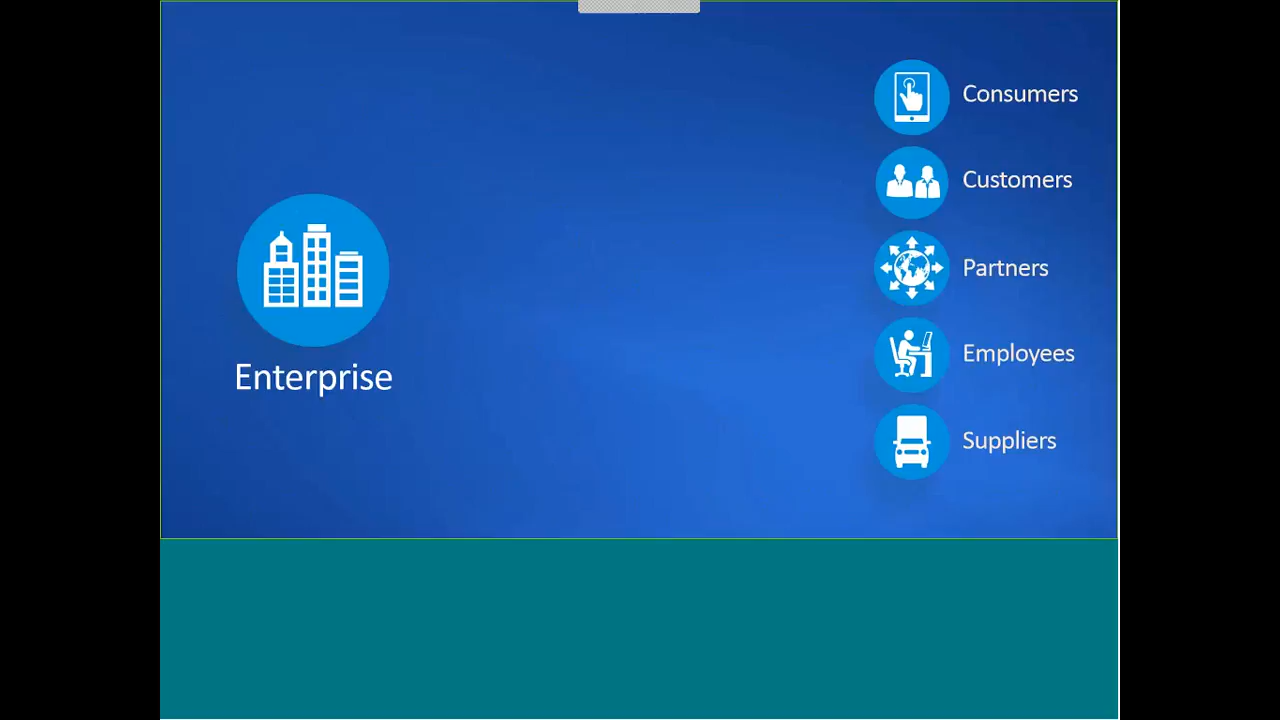 Consumers
Customers
Partners
Employees
Suppliers
Enterprise